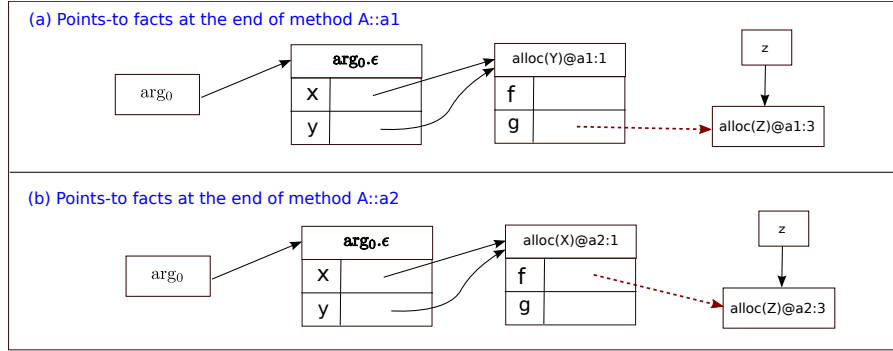 (a) Points-to facts at the end of method A::a1
arg₀.ϵ
alloc(Y)@a1:1
z
arg₀
x
f
y
g
alloc(Z)@a1:3
(b) Points-to facts at the end of method A::a2
arg₀.ϵ
alloc(X)@a2:1
z
arg₀
x
f
y
g
alloc(Z)@a2:3